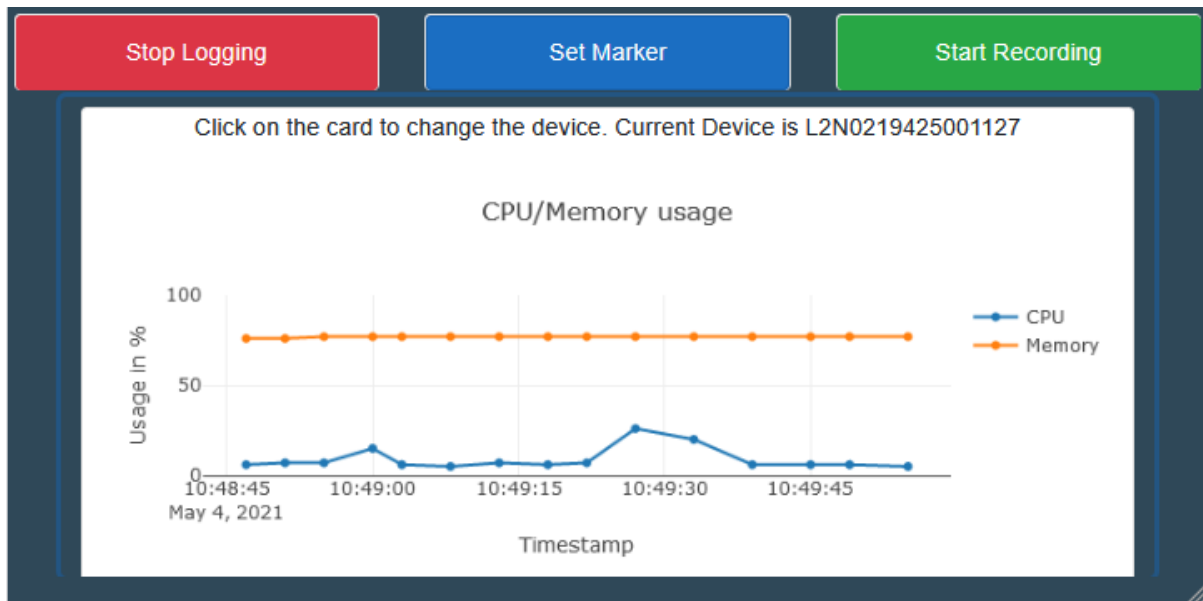 Stop Logging
Set Marker
Start Recording
Click on the card to change the device. Current Device is L2N0219425001127
CPU/Memory usage
100
50
0
Usage in %
CPU
Memory
10:48:45
10:49:00
10:49:15
10:49:30
10:49:45
May 4, 2021
Timestamp